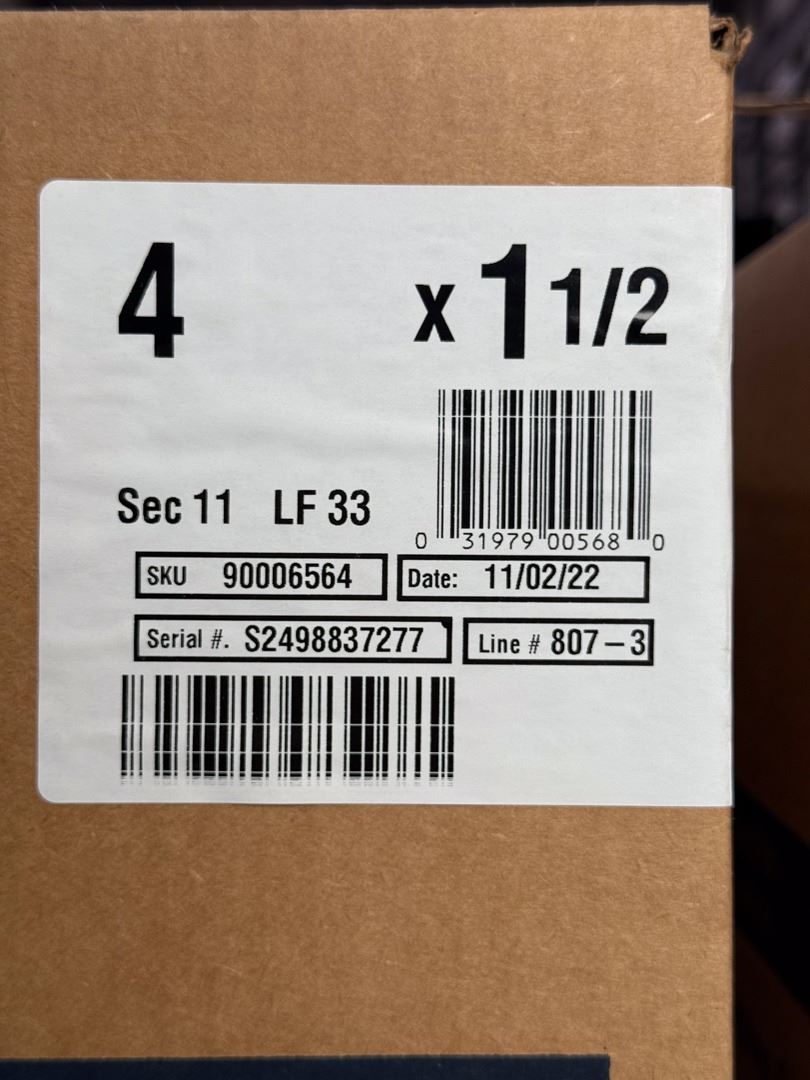 4 x 1 1/2
Sec 11 LF 33
0 31979 00568 0
SKU 90006564 Date: 11/02/22
Serial #. S2498837277 Line # 807–3